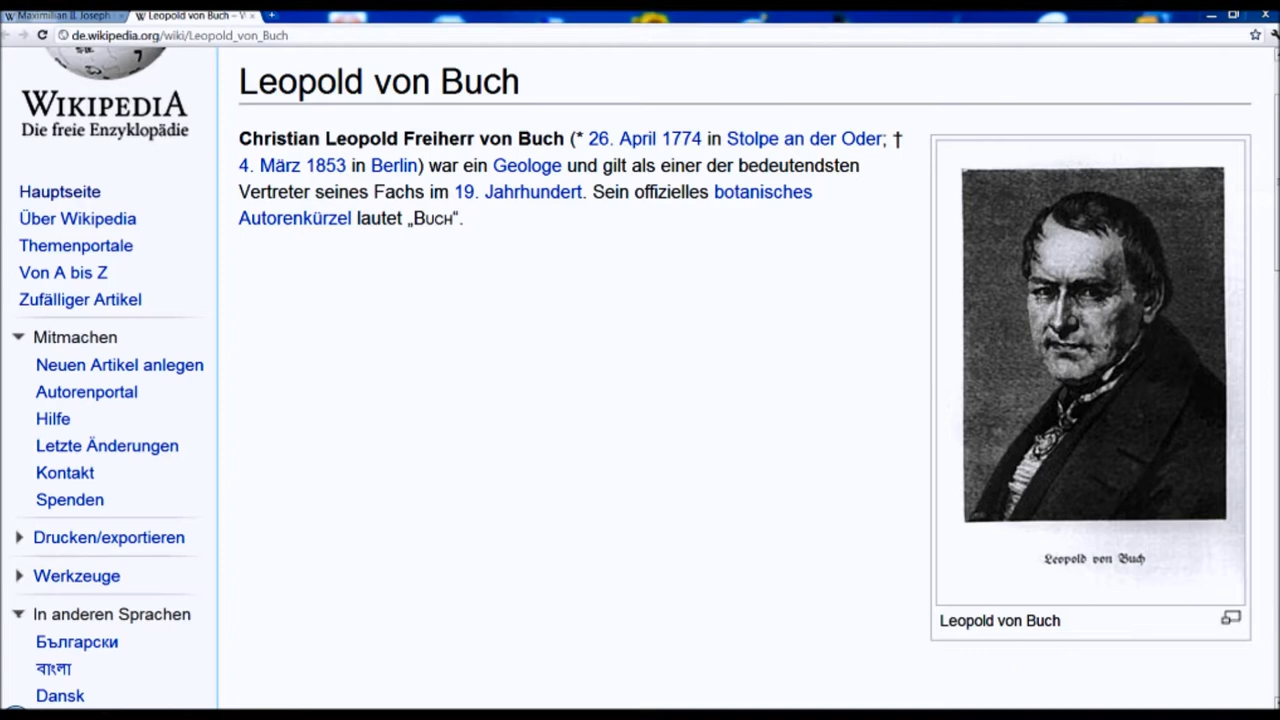 Maximilian II. Joseph
Leopold von Buch – W
de.wikipedia.org/wiki/Leopold_von_Buch
7
WIKIPEDIA
Die freie Enzyklopädie
Hauptseite
Über Wikipedia
Themenportale
Von A bis Z
Zufälliger Artikel
Mitmachen
Neuen Artikel anlegen
Autorenportal
Hilfe
Letzte Änderungen
Kontakt
Spenden
Drucken/exportieren
Werkzeuge
In anderen Sprachen
Български
বাংলা
Dansk
Leopold von Buch
Christian Leopold Freiherr von Buch (* 26. April 1774 in Stolpe an der Oder; †
4. März 1853 in Berlin) war ein Geologe und gilt als einer der bedeutendsten
Vertreter seines Fachs im 19. Jahrhundert. Sein offizielles botanisches
Autorenkürzel lautet „BUCH“.
Leopold von Buch
Leopold von Buch